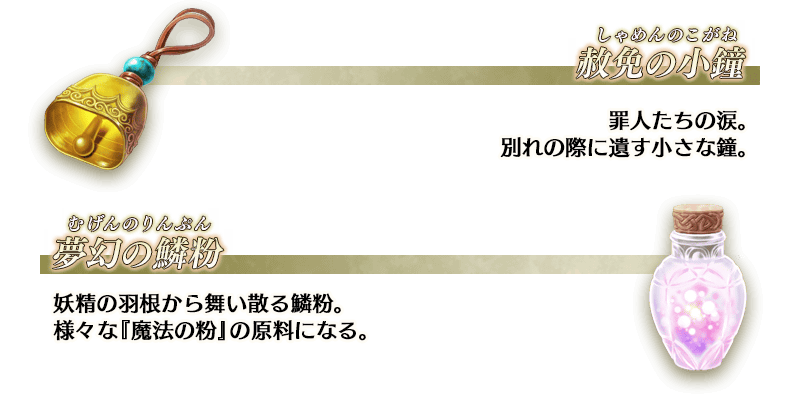 しゃめんのこがね
赦免の小鐘
罪人たちの涙。
別れの際に遺す小さな鐘。
むげんのりんぷん
夢幻の鱗粉
妖精の羽根から舞い散る鱗粉。
様々な『魔法の粉』の原料になる。